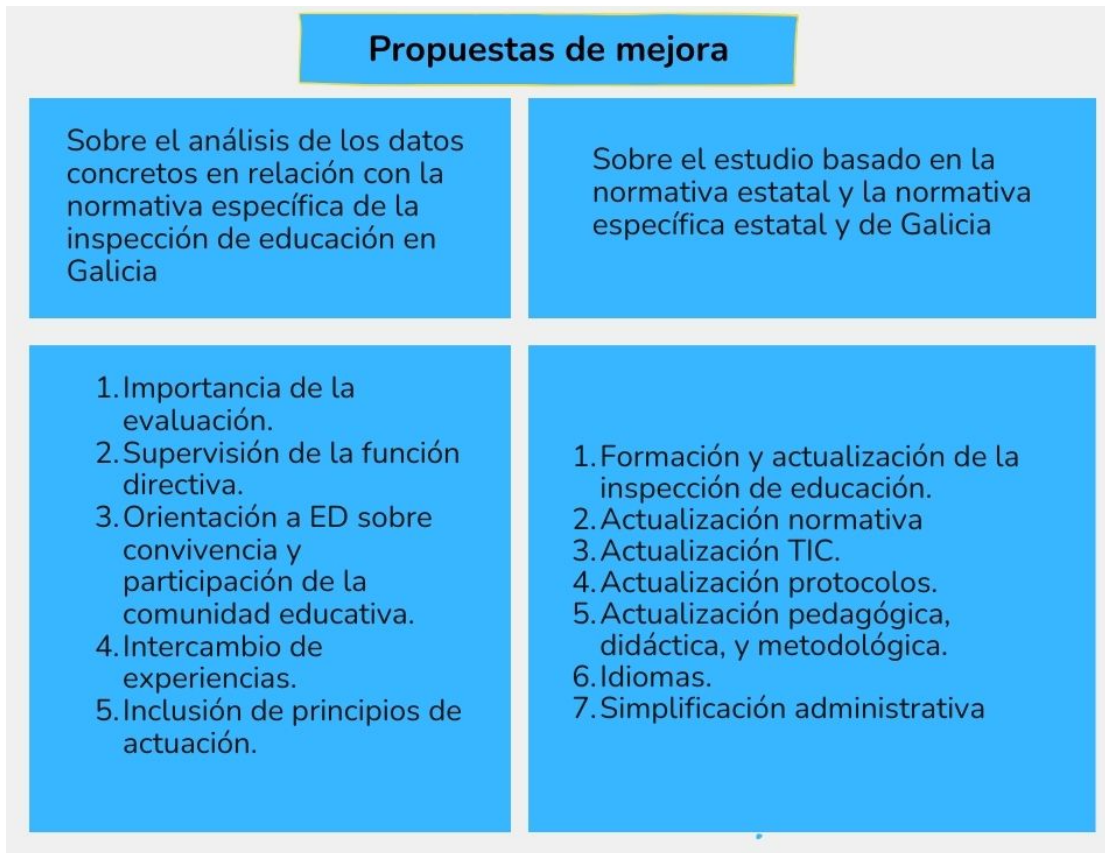 Propuestas de mejora
Sobre el análisis de los datos
concretos en relación con la
normativa específica de la
inspección de educación en
Galicia
Sobre el estudio basado en la
normativa estatal y la normativa
específica estatal y de Galicia
1. Importancia de la
evaluación.
2. Supervisión de la función
directiva.
3. Orientación a ED sobre
convivencia y
participación de la
comunidad educativa.
4. Intercambio de
experiencias.
5. Inclusión de principios de
actuación.
1. Formación y actualización de la
inspección de educación.
2. Actualización normativa
3. Actualización TIC.
4. Actualización protocolos.
5. Actualización pedagógica,
didáctica, y metodológica.
6. Idiomas.
7. Simplificación administrativa